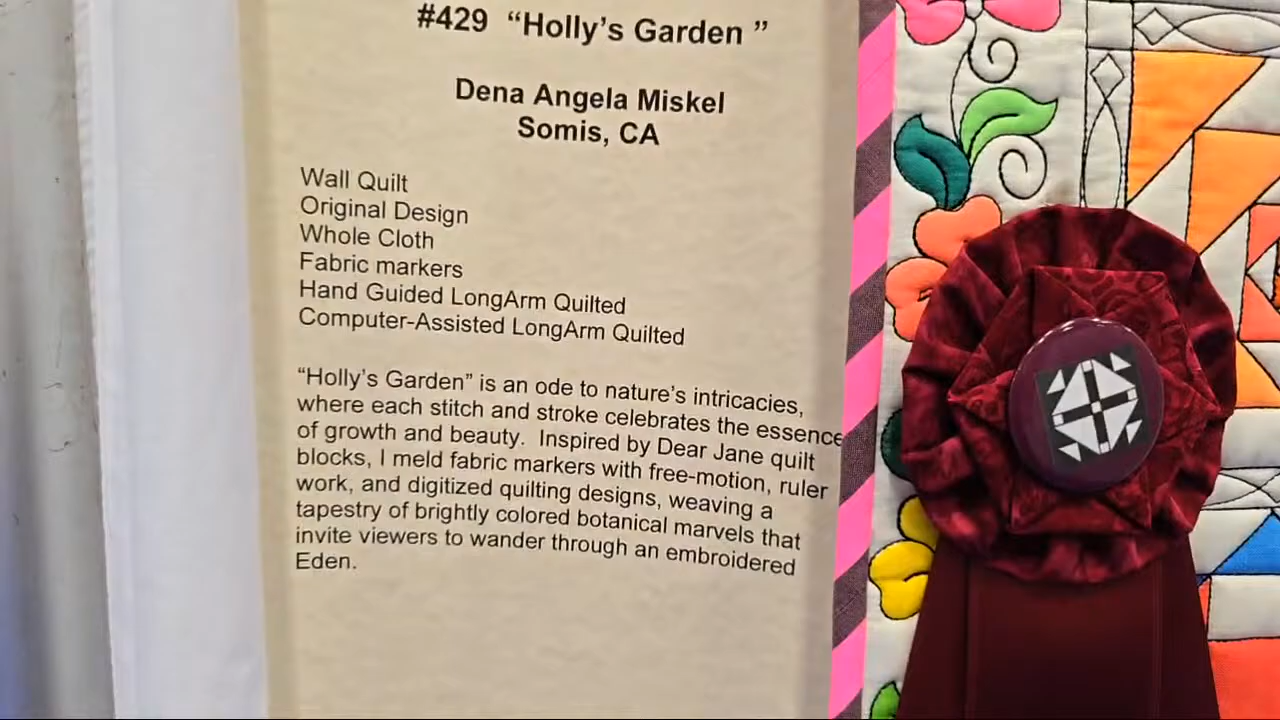 #429 “Holly’s Garden ”
Dena Angela Miskel
Somis, CA
Wall Quilt
Original Design
Whole Cloth
Fabric markers
Hand Guided LongArm Quilted
Computer-Assisted LongArm Quilted
“Holly’s Garden” is an ode to nature’s intricacies,
where each stitch and stroke celebrates the essence
of growth and beauty. Inspired by Dear Jane quilt
blocks, I meld fabric markers with free-motion, ruler
work, and digitized quilting designs, weaving a
tapestry of brightly colored botanical marvels that
invite viewers to wander through an embroidered
Eden.